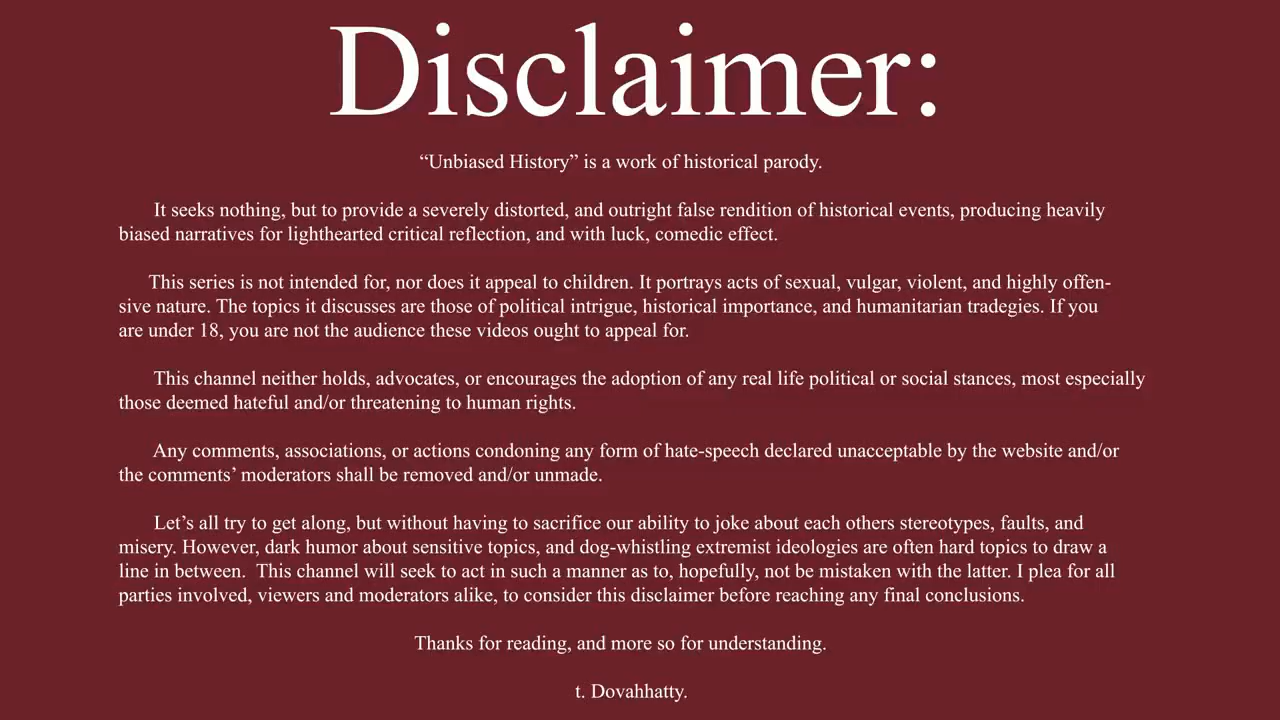 Disclaimer:
“Unbiased History” is a work of historical parody.
It seeks nothing, but to provide a severely distorted, and outright false rendition of historical events, producing heavily
biased narratives for lighthearted critical reflection, and with luck, comedic effect.
This series is not intended for, nor does it appeal to children. It portrays acts of sexual, vulgar, violent, and highly offen-
sive nature. The topics it discusses are those of political intrigue, historical importance, and humanitarian tradegies. If you
are under 18, you are not the audience these videos ought to appeal for.
This channel neither holds, advocates, or encourages the adoption of any real life political or social stances, most especially
those deemed hateful and/or threatening to human rights.
Any comments, associations, or actions condoning any form of hate-speech declared unacceptable by the website and/or
the comments’ moderators shall be removed and/or unmade.
Let’s all try to get along, but without having to sacrifice our ability to joke about each others stereotypes, faults, and
misery. However, dark humor about sensitive topics, and dog-whistling extremist ideologies are often hard topics to draw a
line in between.  This channel will seek to act in such a manner as to, hopefully, not be mistaken with the latter. I plea for all
parties involved, viewers and moderators alike, to consider this disclaimer before reaching any final conclusions.
Thanks for reading, and more so for understanding.
t. Dovahhatty.